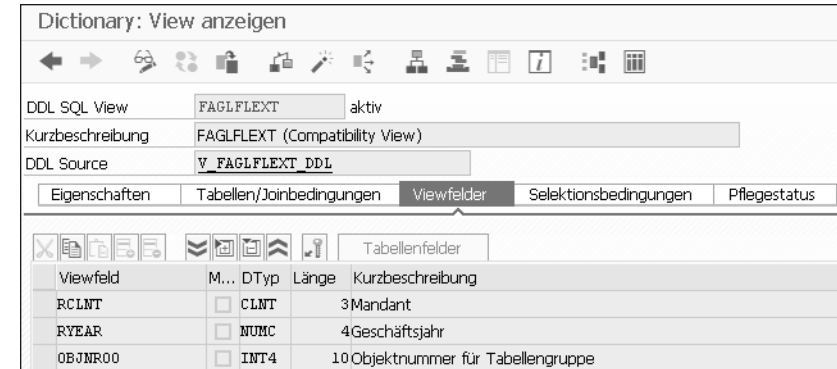 Dictionary: View anzeigen
DDL SQL View FAGLFLEXT aktiv
Kurzbeschreibung FAGLFLEXT (Compatibility View)
DDL Source V_FAGLFLEXT_DDL
Eigenschaften Tabellen/Joinbedingungen Viewfelder Selektionsbedingungen Pflegestatus
Tabellenfelder
Viewfeld M... DTyp Länge Kurzbeschreibung
RCLNT CLNT 3 Mandant
RYEAR NUMC 4 Geschäftsjahr
OBJNR00 INT4 10 Objektnummer für Tabellengruppe